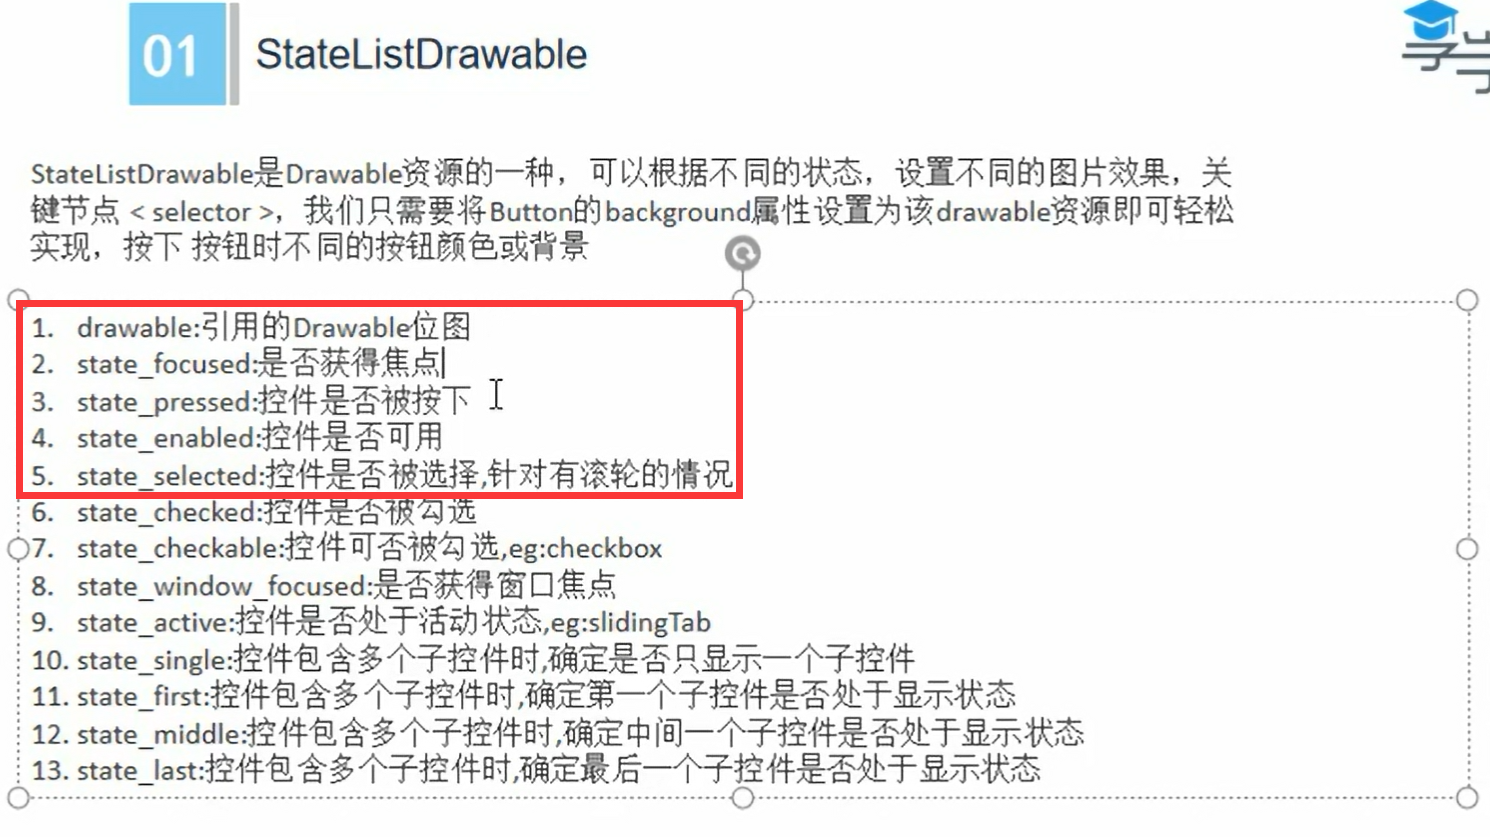 01
StateListDrawable
StateListDrawable是Drawable资源的一种，可以根据不同的状态，设置不同的图片效果，关
键节点 < selector >，我们只需要将Button的background属性设置为该drawable资源即可轻松
实现，按下 按钮时不同的按钮颜色或背景
1. drawable:引用的Drawable位图
2. state_focused:是否获得焦点
3. state_pressed:控件是否被按下
4. state_enabled:控件是否可用
5. state_selected:控件是否被选择,针对有滚轮的情况
6. state_checked:控件是否被勾选
7. state_checkable:控件可否被勾选,eg:checkbox
8. state_window_focused:是否获得窗口焦点
9. state_active:控件是否处于活动状态,eg:slidingTab
10. state_single:控件包含多个子控件时,确定是否只显示一个子控件
11. state_first:控件包含多个子控件时,确定第一个子控件是否处于显示状态
12. state_middle:控件包含多个子控件时,确定中间一个子控件是否处于显示状态
13. state_last:控件包含多个子控件时,确定最后一个子控件是否处于显示状态